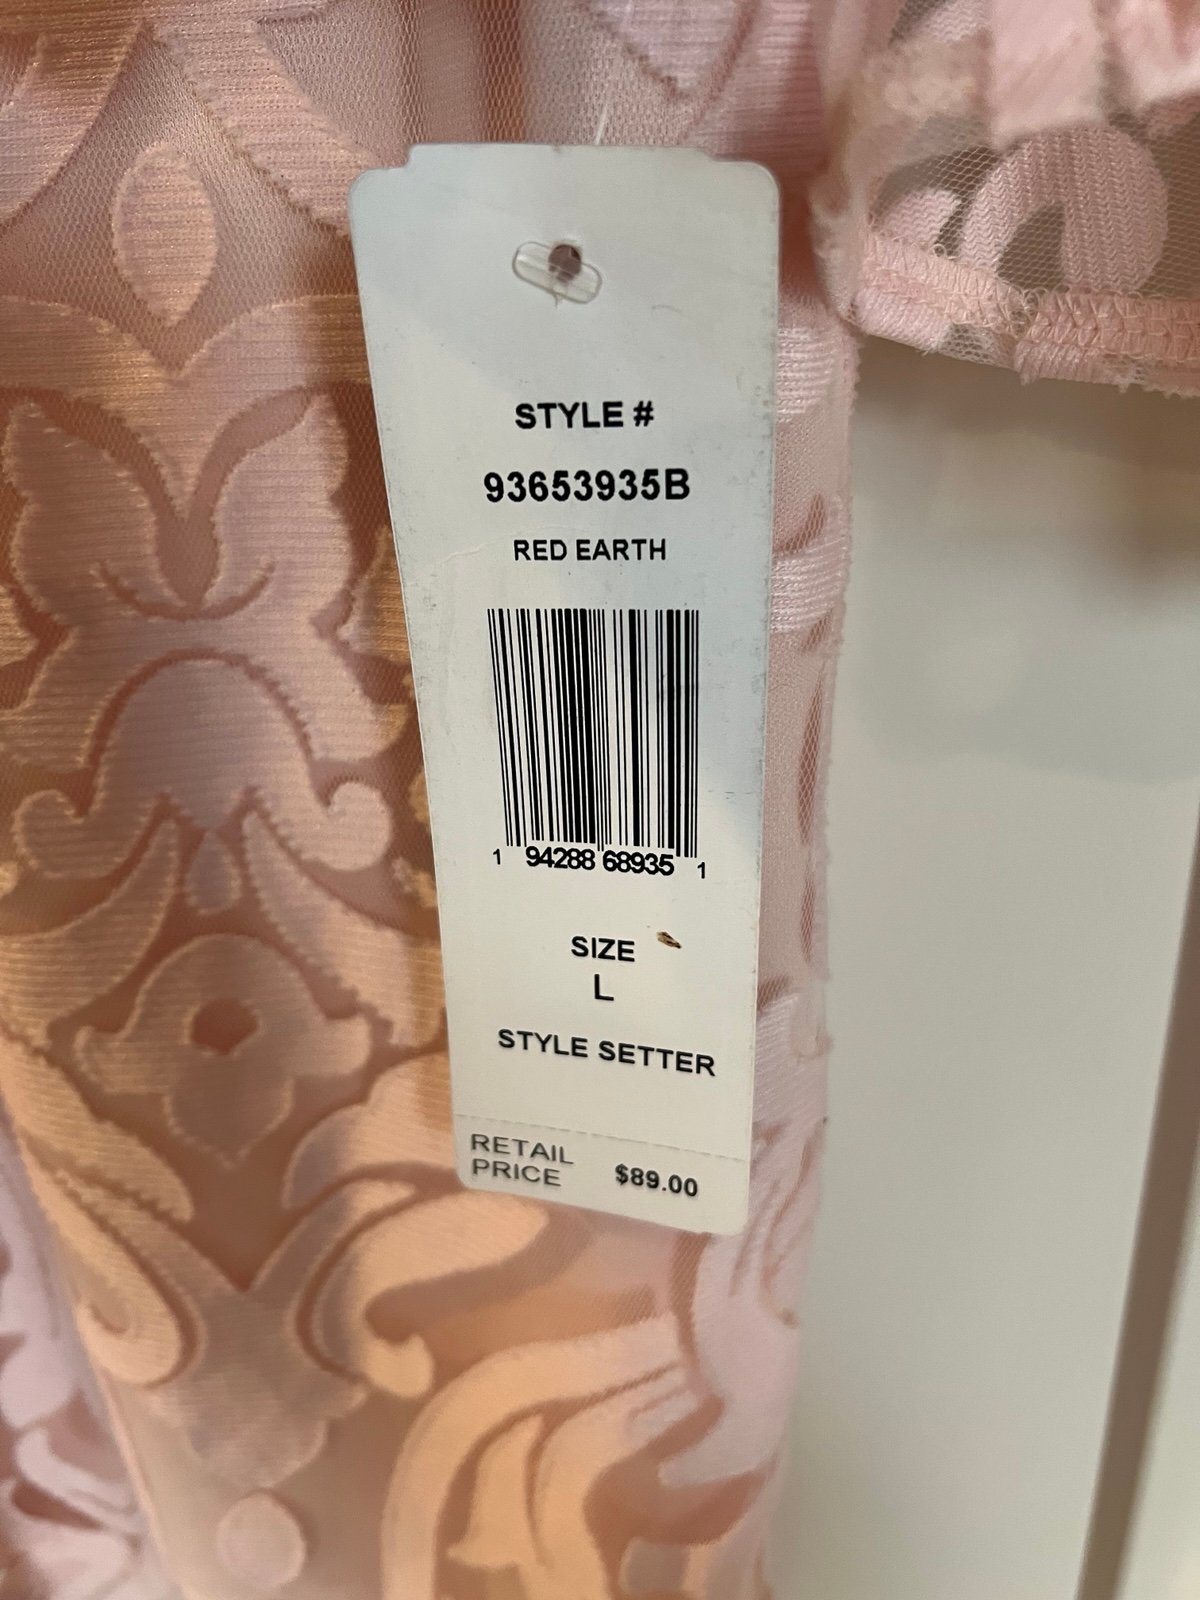 STYLE #
93653935B
RED EARTH
1 94288 68935 1
SIZE
L
STYLE SETTER
RETAIL
PRICE $89.00